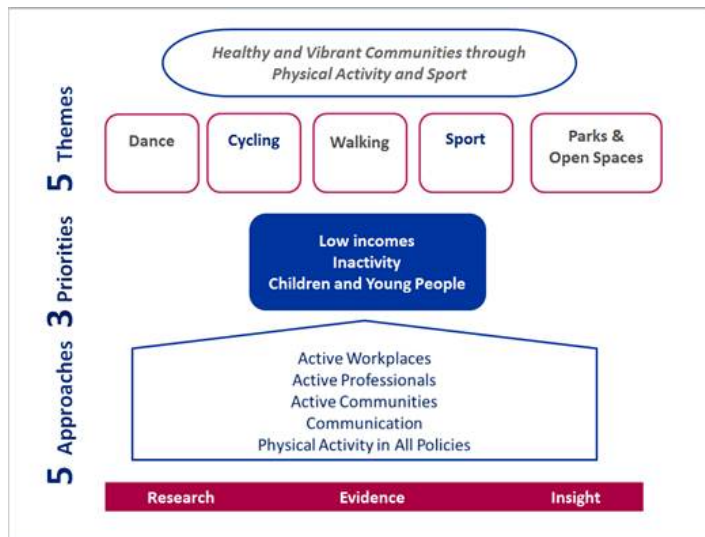 Healthy and Vibrant Communities through
Physical Activity and Sport
5 Themes
Dance
Cycling
Walking
Sport
Parks &
Open Spaces
3 Priorities
Low incomes
Inactivity
Children and Young People
5 Approaches
Active Workplaces
Active Professionals
Active Communities
Communication
Physical Activity in All Policies
Research
Evidence
Insight